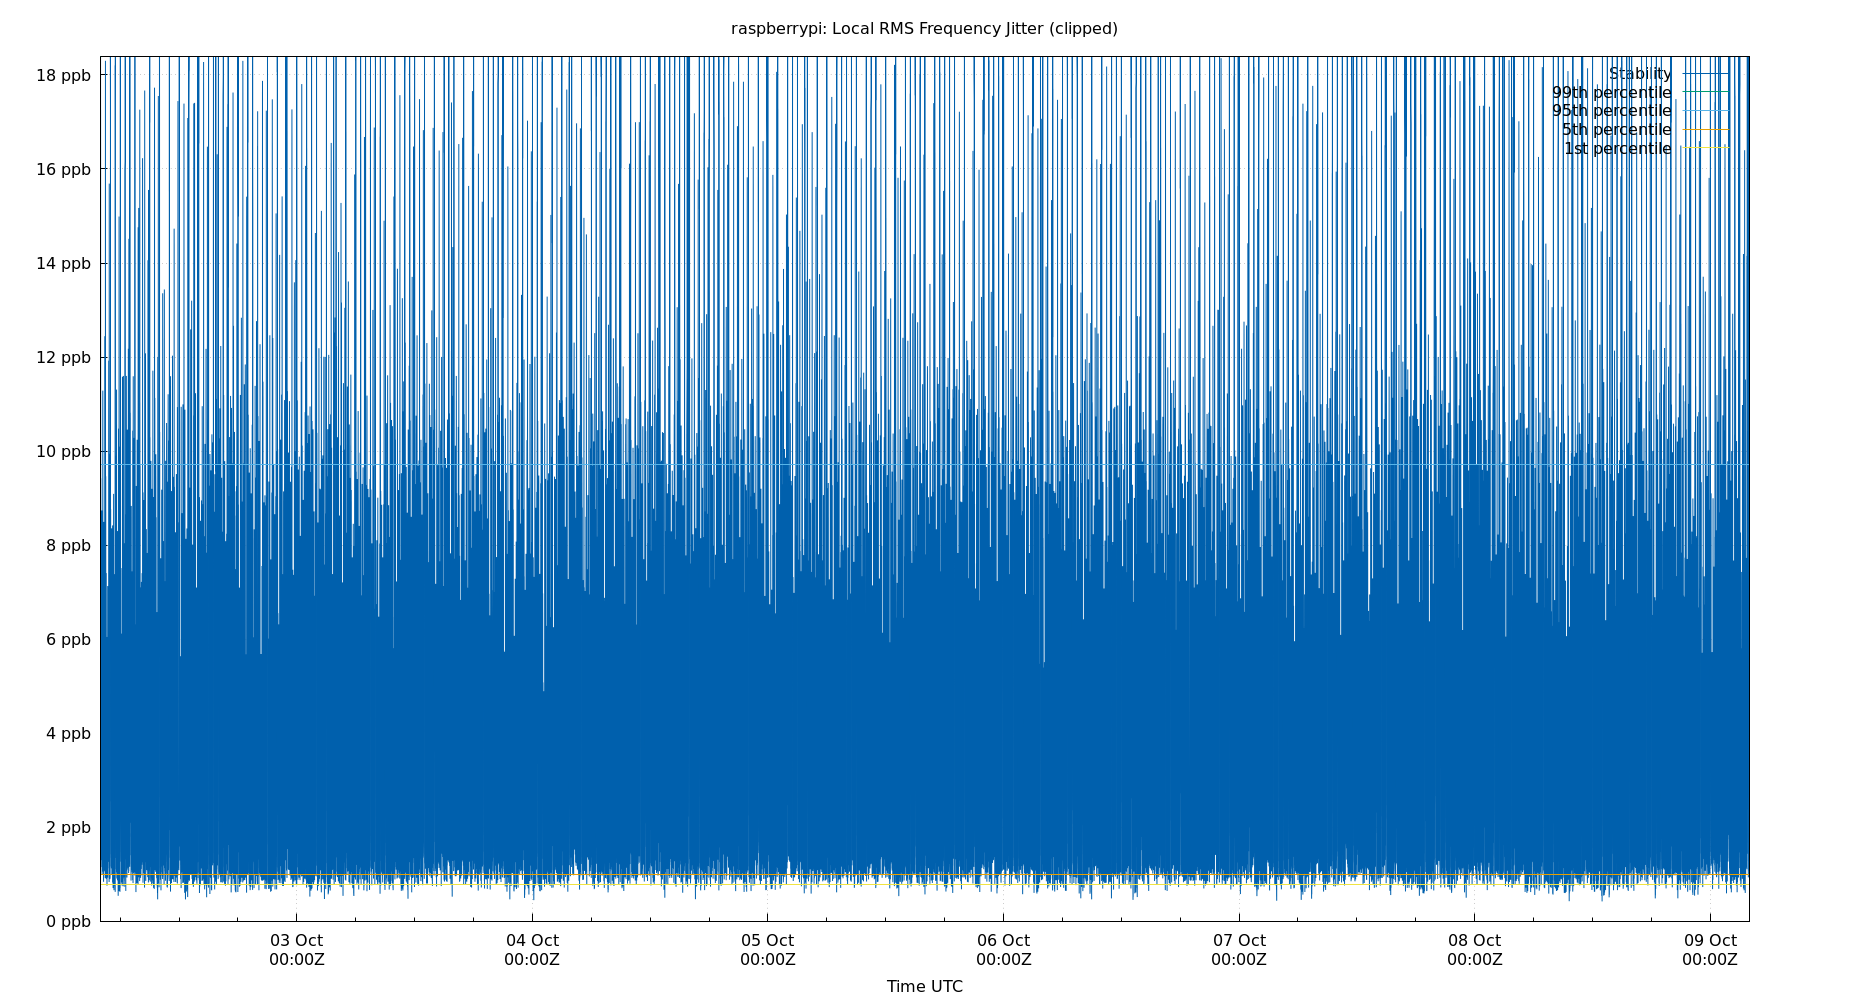 raspberrypi: Local RMS Frequency Jitter (clipped)
18 ppb
16 ppb
14 ppb
12 ppb
10 ppb
8 ppb
6 ppb
4 ppb
2 ppb
0 ppb
Stability
99th percentile
95th percentile
5th percentile
1st percentile
03 Oct 04 Oct 05 Oct 06 Oct 07 Oct 08 Oct 09 Oct
00:00Z 00:00Z 00:00Z 00:00Z 00:00Z 00:00Z 00:00Z
Time UTC